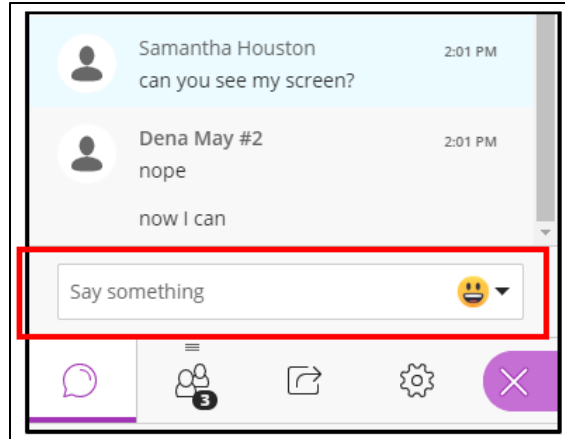 Samantha Houston 2:01 PM
can you see my screen?
Dena May #2 2:01 PM
nope
now I can
Say something
3